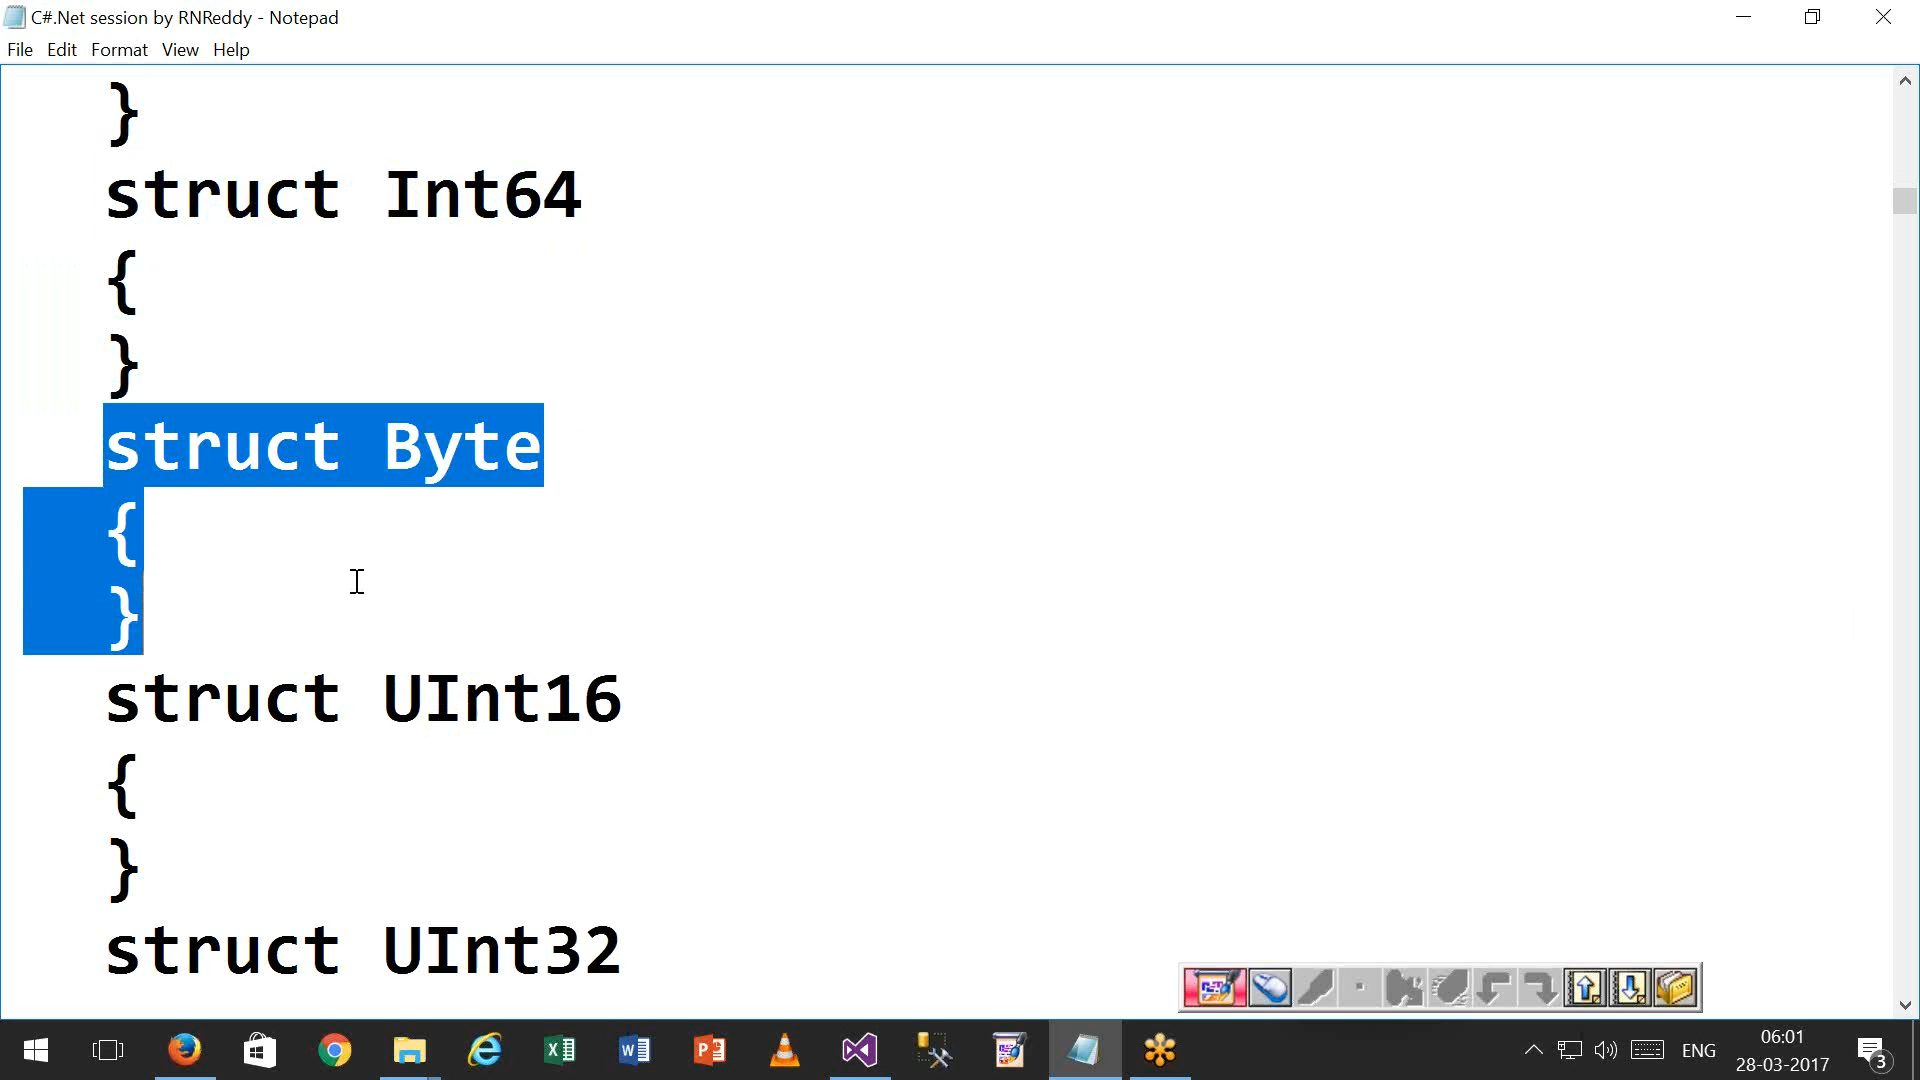 C#.Net session by RNReddy - Notepad
File Edit Format View Help
}
struct Int64
{
}
struct Byte
{
}
struct UInt16
{
}
struct UInt32
ENG
06:01
28-03-2017
3